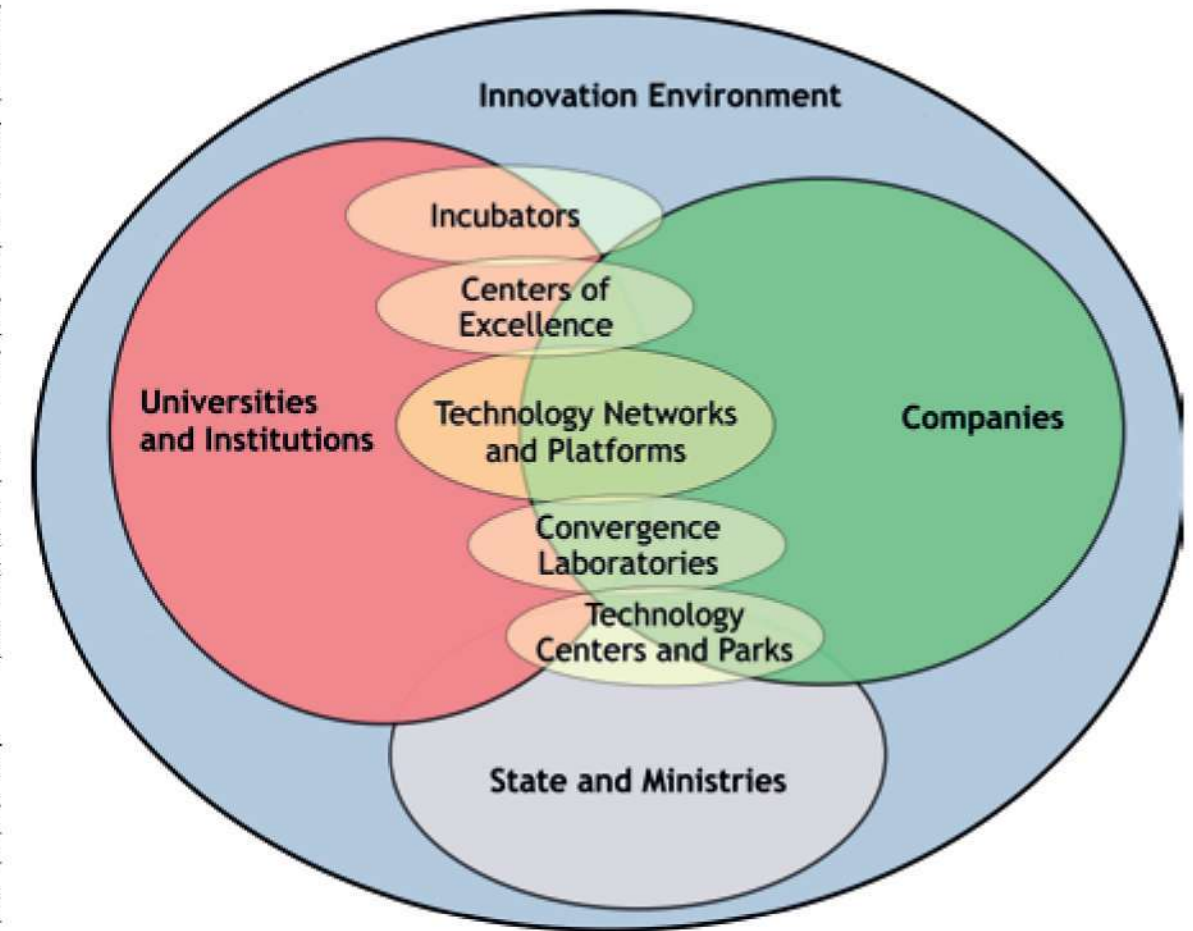 Innovation Environment
Incubators
Centers of
Excellence
Universities
and Institutions
Technology Networks
and Platforms
Companies
Convergence
Laboratories
Technology
Centers and Parks
State and Ministries